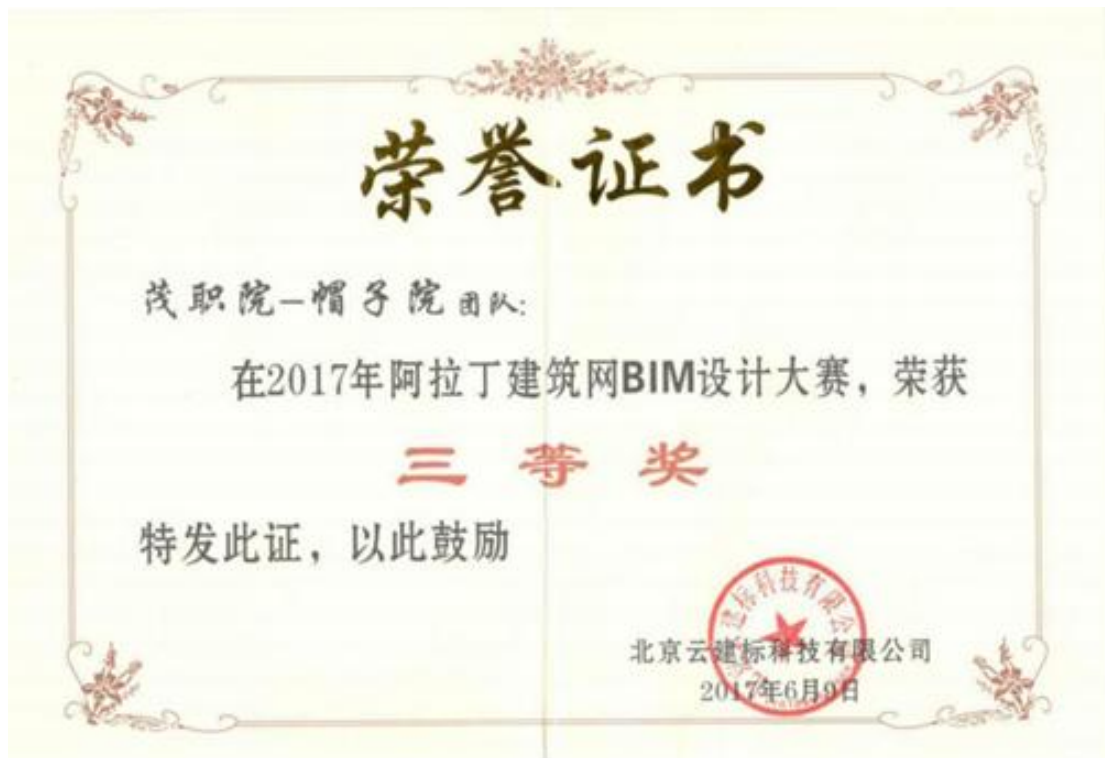 荣誉证书
茂职院-帽子院团队:
在2017年阿拉丁建筑网BIM设计大赛，荣获
三等奖
特发此证，以此鼓励
北京云建标科技有限公司
2017年6月9日